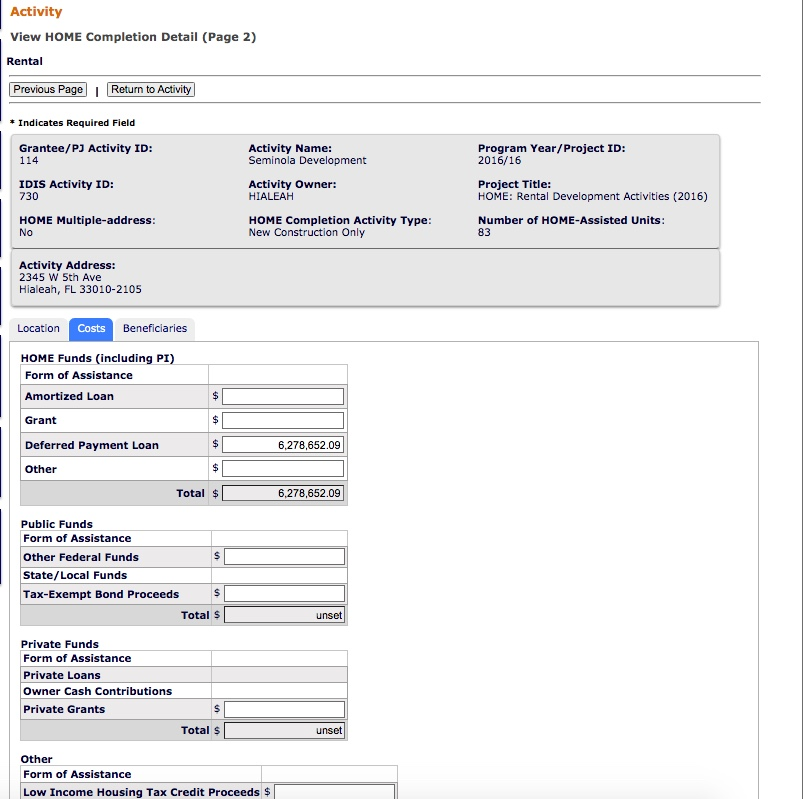 Activity
View HOME Completion Detail (Page 2)
Rental
Previous Page | Return to Activity
* Indicates Required Field
Grantee/PJ Activity ID: Activity Name: Program Year/Project ID:
114 Seminola Development 2016/16
IDIS Activity ID: Activity Owner: Project Title:
730 HIALEAH HOME: Rental Development Activities (2016)
HOME Multiple-address: HOME Completion Activity Type: Number of HOME-Assisted Units:
No New Construction Only 83
Activity Address:
2345 W 5th Ave
Hialeah, FL 33010-2105
Location Costs Beneficiaries
HOME Funds (including PI)
Form of Assistance
Amortized Loan $
Grant $
Deferred Payment Loan $ 6,278,652.09
Other $
Total $ 6,278,652.09
Public Funds
Form of Assistance
Other Federal Funds $
State/Local Funds
Tax-Exempt Bond Proceeds $
Total $ unset
Private Funds
Form of Assistance
Private Loans
Owner Cash Contributions
Private Grants $
Total $ unset
Other
Form of Assistance
Low Income Housing Tax Credit Proceeds $